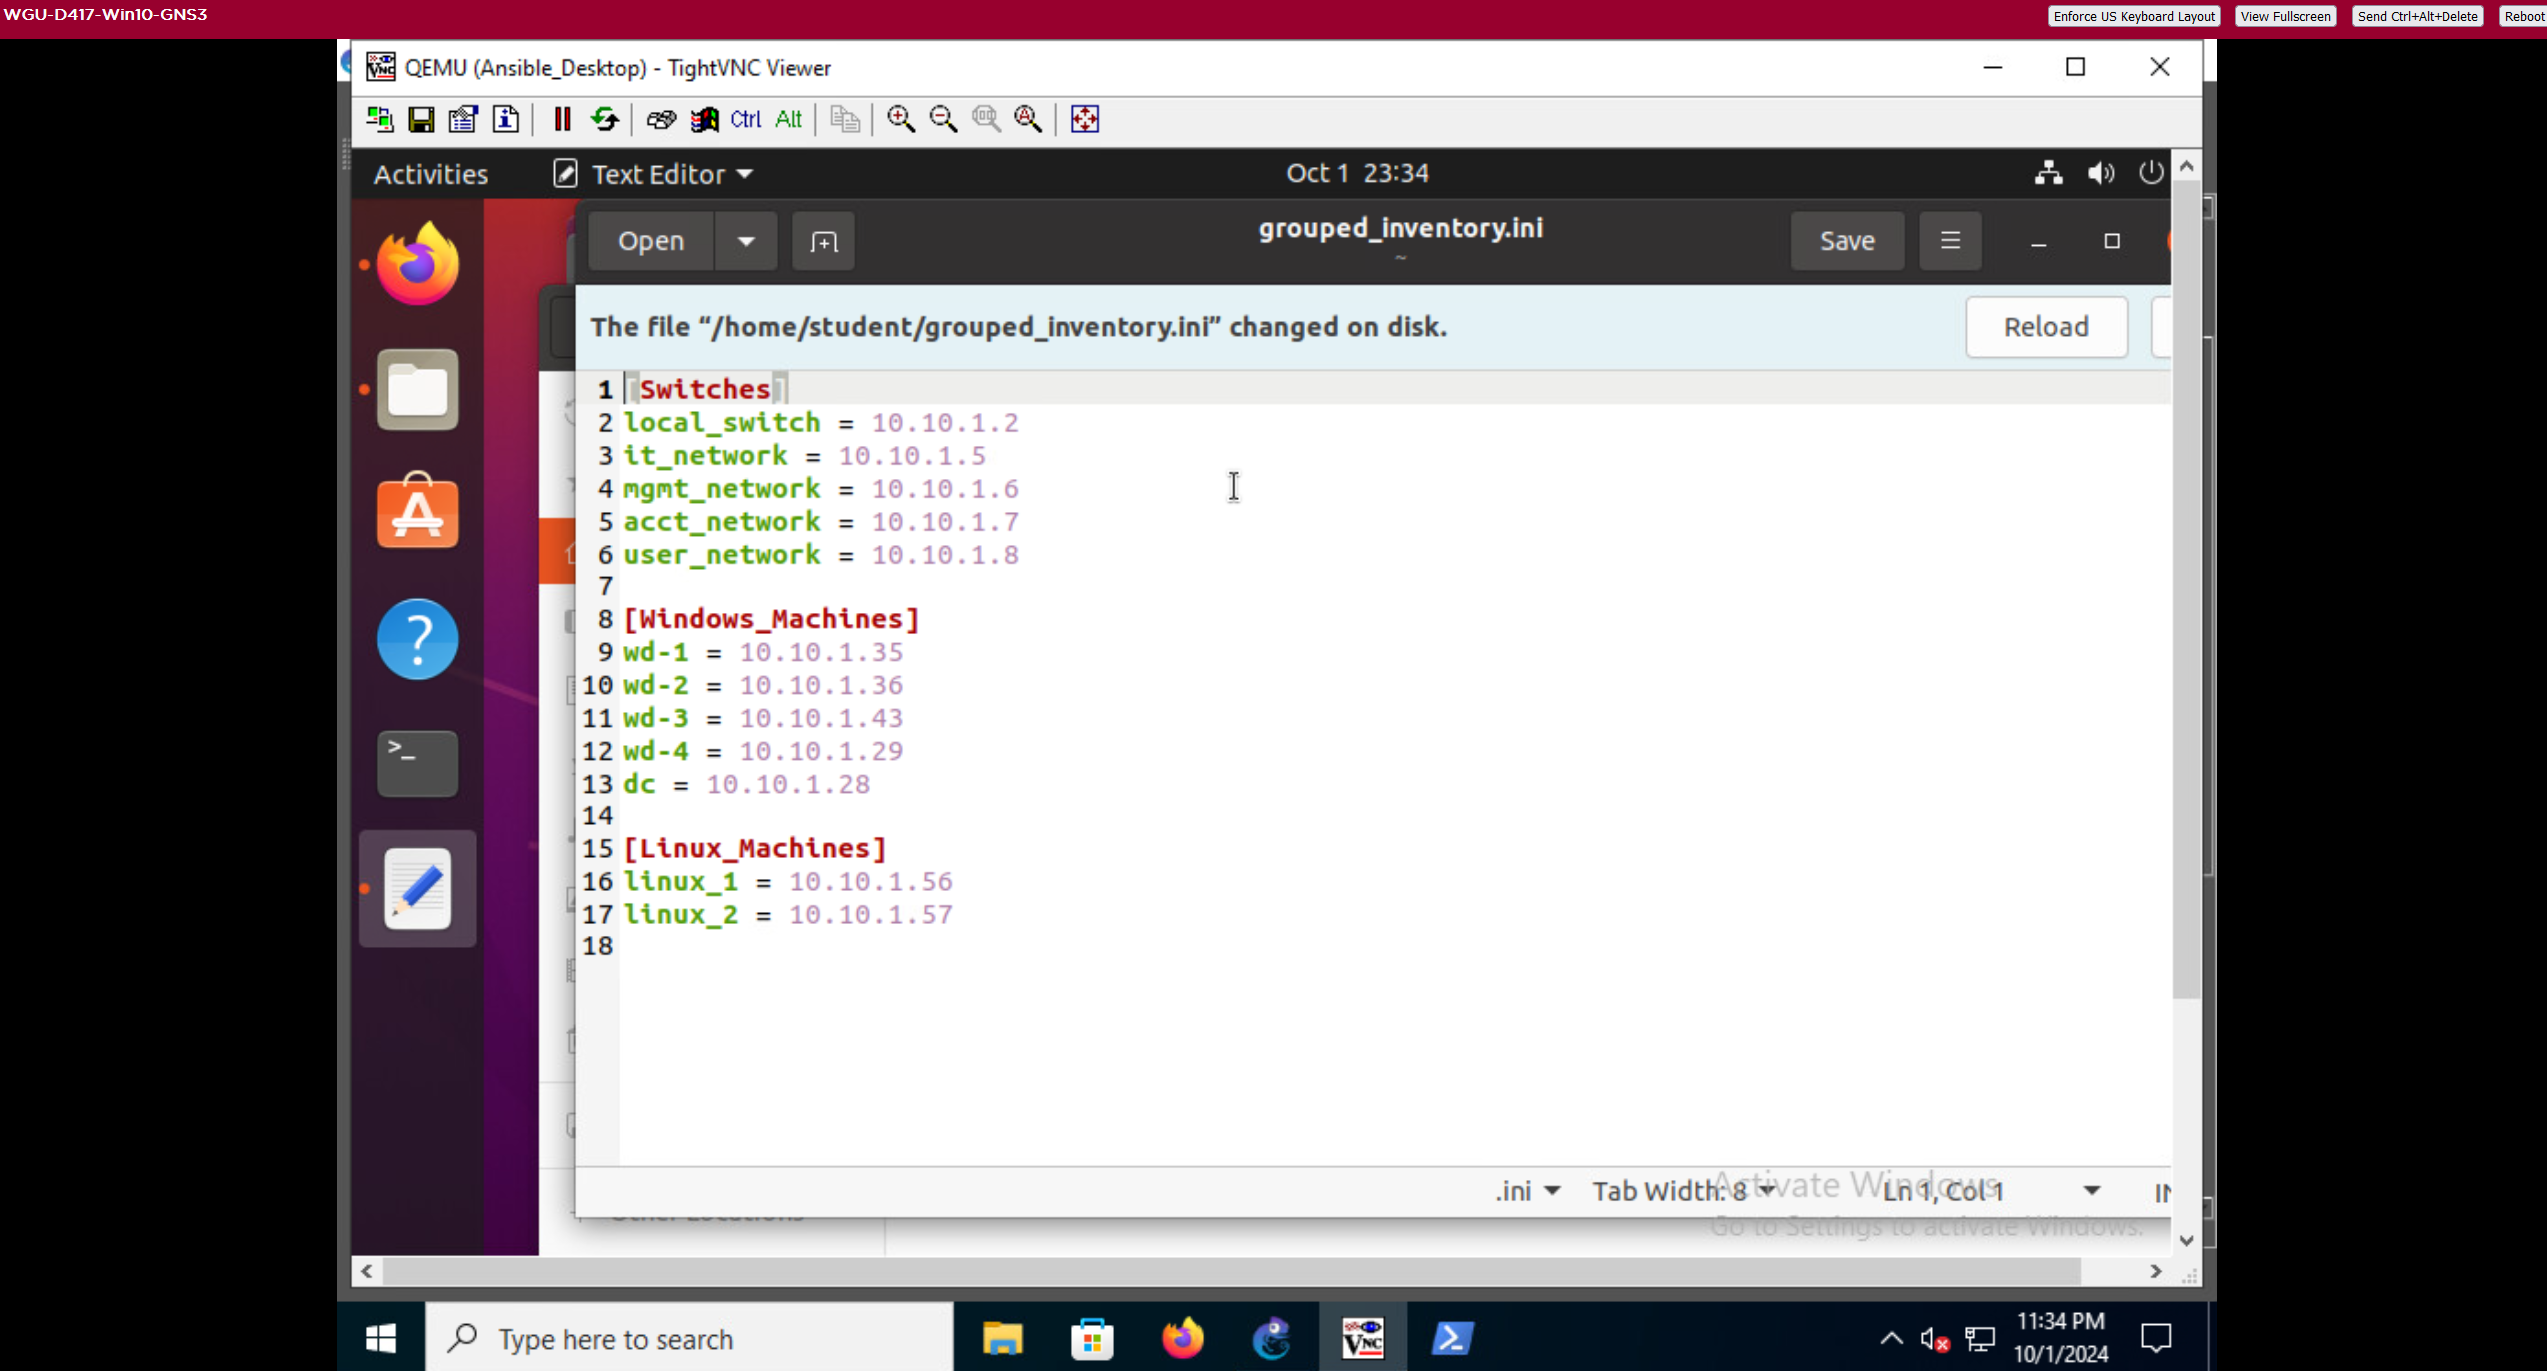 WGU-D417-Win10-GNS3
Enforce US Keyboard Layout View Fullscreen Send Ctrl+Alt+Delete Reboot
QEMU (Ansible_Desktop) - TightVNC Viewer
Ctrl Alt
Activities Text Editor Oct 1 23:34
Open grouped_inventory.ini Save
~
The file “/home/student/grouped_inventory.ini” changed on disk. Reload
1 [Switches]
2 local_switch = 10.10.1.2
3 it_network = 10.10.1.5
4 mgmt_network = 10.10.1.6
5 acct_network = 10.10.1.7
6 user_network = 10.10.1.8
7
8 [Windows_Machines]
9 wd-1 = 10.10.1.35
10 wd-2 = 10.10.1.36
11 wd-3 = 10.10.1.43
12 wd-4 = 10.10.1.29
13 dc = 10.10.1.28
14
15 [Linux_Machines]
16 linux_1 = 10.10.1.56
17 linux_2 = 10.10.1.57
18
.ini Tab Width: 8 Ln 1, Col 1
Activate Windows
Go to Settings to activate Windows.
Type here to search
11:34 PM
10/1/2024